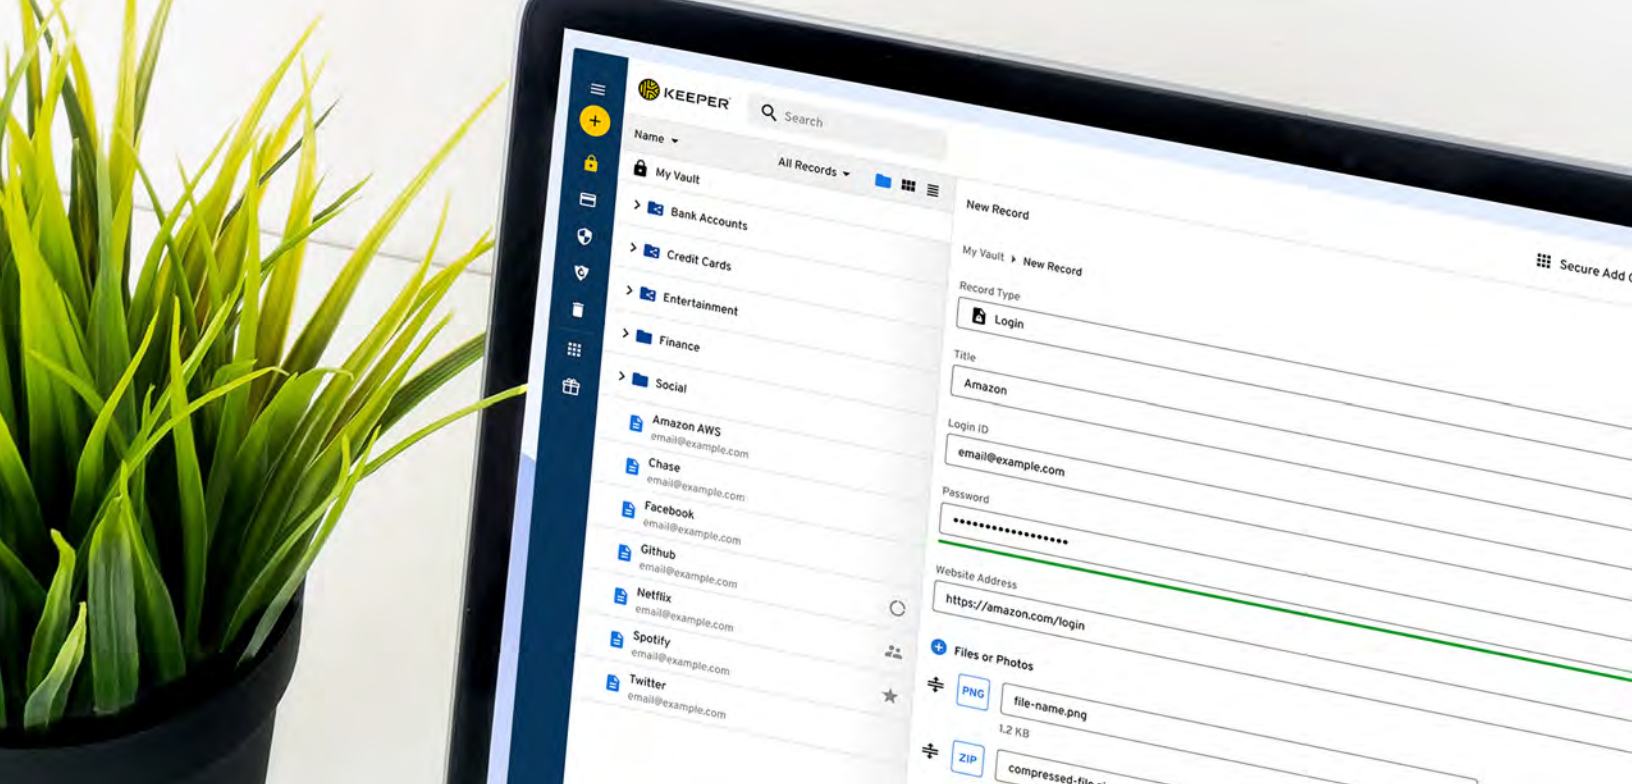 KEEPER
Search
Name
All Records
My Vault
Bank Accounts
Credit Cards
Entertainment
Finance
Social
Amazon AWS
email@example.com
Chase
email@example.com
Facebook
email@example.com
Github
email@example.com
Netflix
email@example.com
Spotify
email@example.com
Twitter
email@example.com
New Record
Secure Add
My Vault New Record
Record Type
Login
Title
Amazon
Login ID
email@example.com
Password
••••••••••••••••••
Website Address
https://amazon.com/login
Files or Photos
PNG
file-name.png
1.2 KB
ZIP